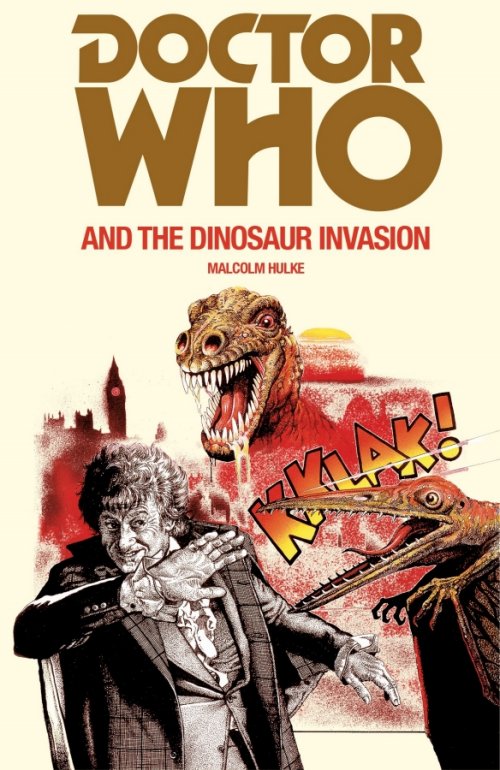 DOCTOR
WHO
AND THE DINOSAUR INVASION
MALCOLM HULKE
KKLAK!